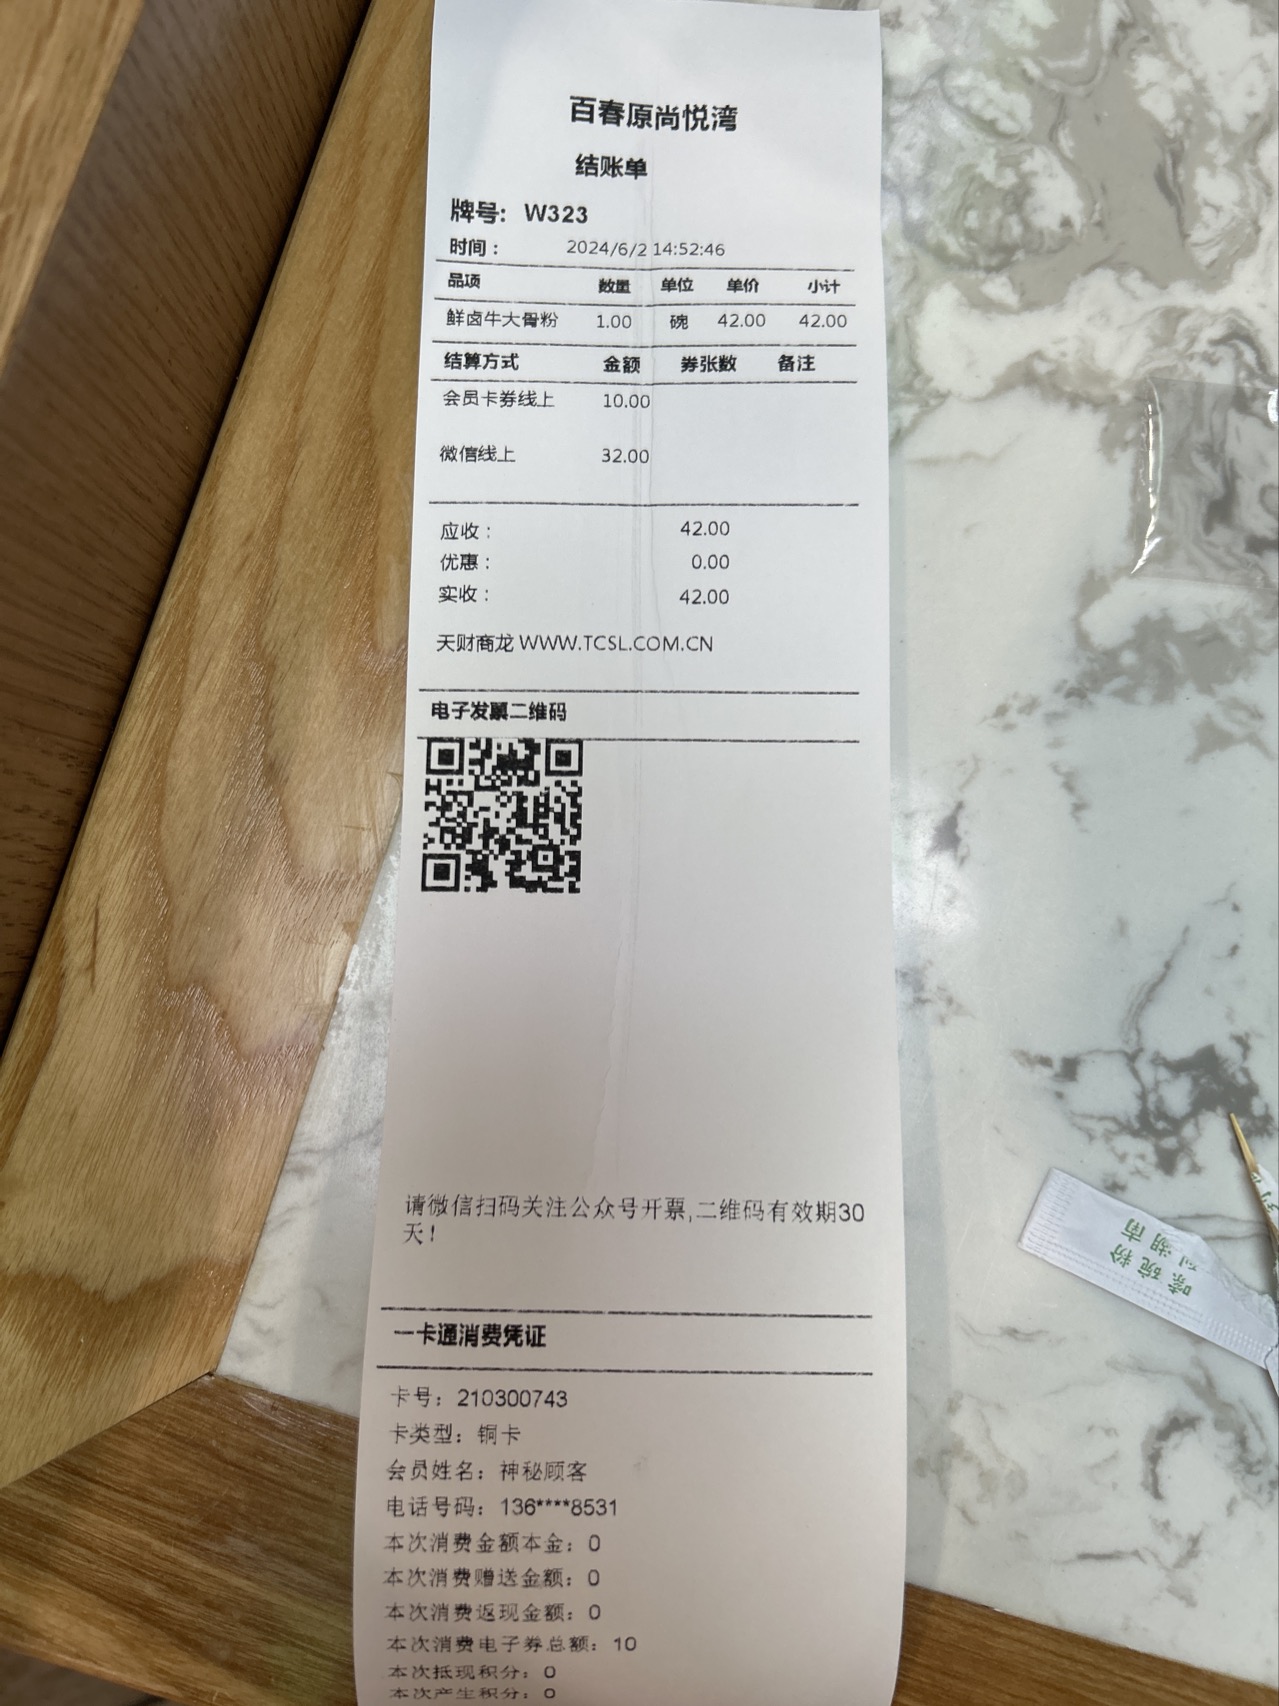 百春原尚悦湾
结账单
牌号: W323
时间: 2024/6/2 14:52:46
品项 数量 单位 单价 小计
鲜卤牛大骨粉 1.00 碗 42.00 42.00
结算方式 金额 券张数 备注
会员卡券线上 10.00
微信线上 32.00
应收: 42.00
优惠: 0.00
实收: 42.00
天财商龙 WWW.TCSL.COM.CN
电子发票二维码
请微信扫码关注公众号开票,二维码有效期30
天!
一卡通消费凭证
卡号: 210300743
卡类型: 铜卡
会员姓名: 神秘顾客
电话号码: 136****8531
本次消费金额本金: 0
本次消费赠送金额: 0
本次消费返现金额: 0
本次消费电子券总额: 10
本次抵现积分: 0
本次产生积分: 0
嗦碗粉
到湖南